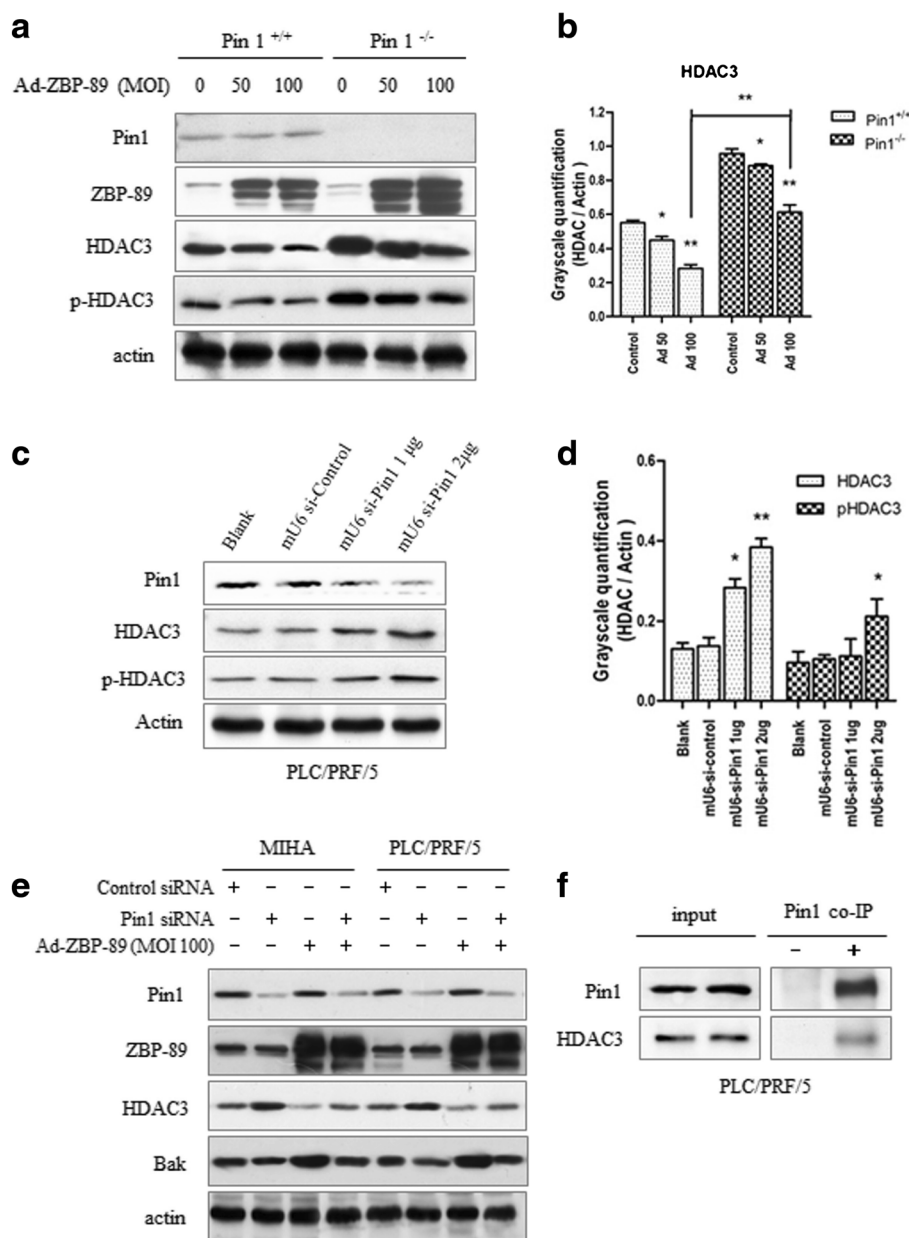 a
Pin 1 +/+ Pin 1 -/-
Ad-ZBP-89 (MOI) 0 50 100 0 50 100
Pin1
ZBP-89
HDAC3
p-HDAC3
actin
b
HDAC3
Grayscale quantification
(HDAC / Actin )
1.2
1.0
0.8
0.6
0.4
0.2
0.0
**
* ** * **
Pin1+/+
Pin1-/-
Control Ad 50 Ad 100 Control Ad 50 Ad 100
c
Blank mU6 si-Control mU6 si-Pin1 1 μg mU6 si-Pin1 2μg
Pin1
HDAC3
p-HDAC3
Actin
PLC/PRF/5
d
Grayscale quantification
(HDAC / Actin )
0.6
0.4
0.2
0.0
* ** *
HDAC3
pHDAC3
Blank mU6-si-control mU6-si-Pin1 1ug mU6-si-Pin1 2ug Blank mU6-si-control mU6-si-Pin1 1ug mU6-si-Pin1 2ug
e
MIHA PLC/PRF/5
Control siRNA + − − − + − − −
Pin1 siRNA − + − + − + − +
Ad-ZBP-89 (MOI 100) − − + + − − + +
Pin1
ZBP-89
HDAC3
Bak
actin
f
input Pin1 co-IP
− +
Pin1
HDAC3
PLC/PRF/5